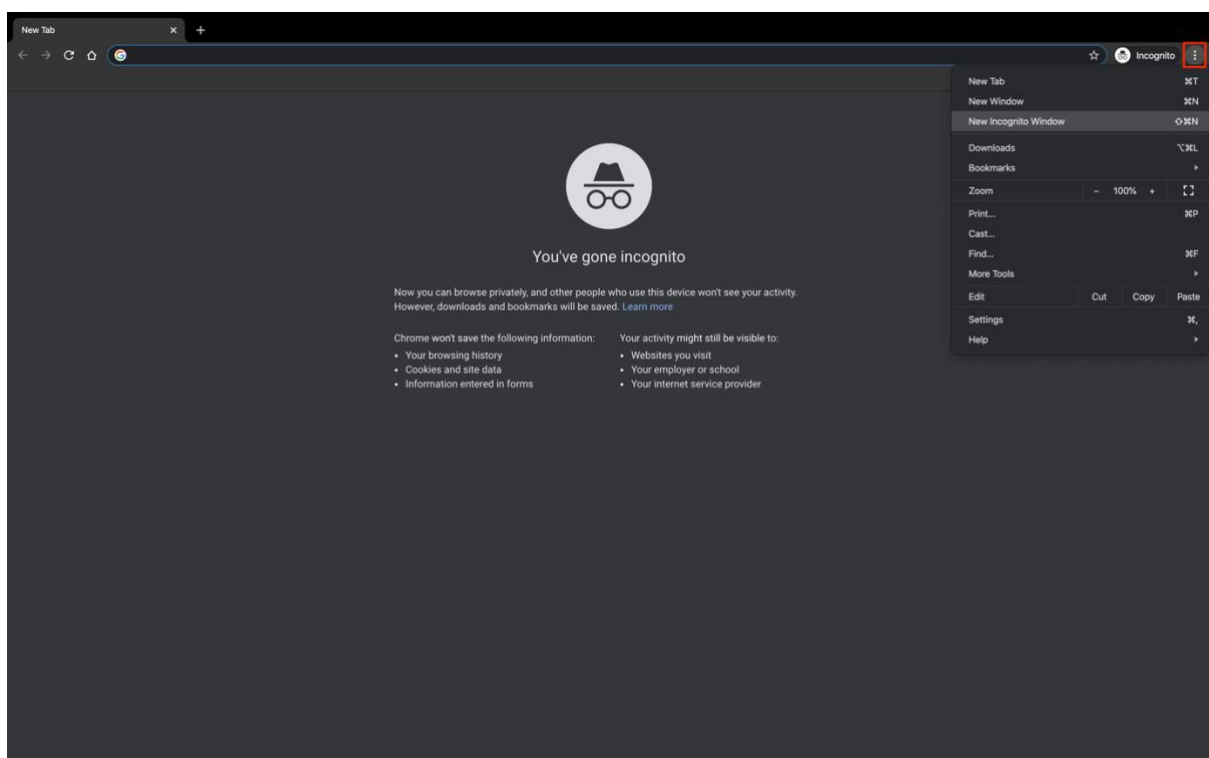 New Tab
Incognito
New Tab ⌘T
New Window ⌘N
New Incognito Window ⇧⌘N
Downloads ⌥⌘L
Bookmarks
Zoom - 100% +
Print... ⌘P
Cast...
Find... ⌘F
More Tools
Edit Cut Copy Paste
Settings ⌘,
Help
You've gone incognito
Now you can browse privately, and other people who use this device won't see your activity.
However, downloads and bookmarks will be saved. Learn more
Chrome won't save the following information:
• Your browsing history
• Cookies and site data
• Information entered in forms
Your activity might still be visible to:
• Websites you visit
• Your employer or school
• Your internet service provider